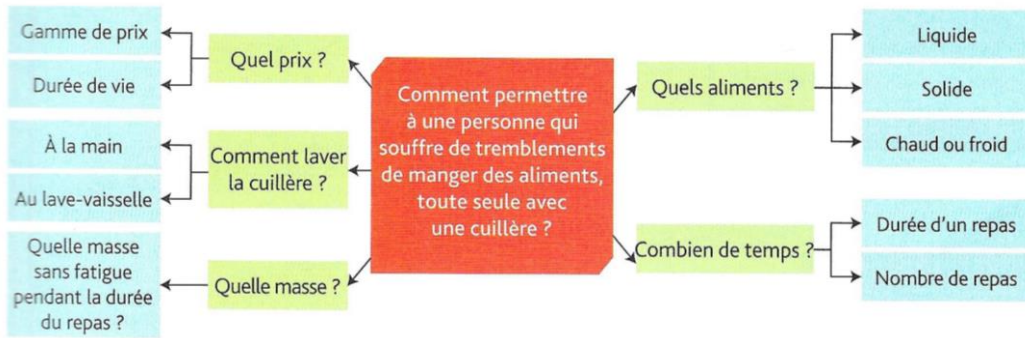 Gamme de prix
Durée de vie
Quel prix ?
À la main
Au lave-vaisselle
Comment laver
la cuillère ?
Quelle masse
sans fatigue
pendant la durée
du repas ?
Quelle masse ?
Comment permettre
à une personne qui
souffre de tremblements
de manger des aliments,
toute seule avec
une cuillère ?
Quels aliments ?
Liquide
Solide
Chaud ou froid
Combien de temps ?
Durée d'un repas
Nombre de repas